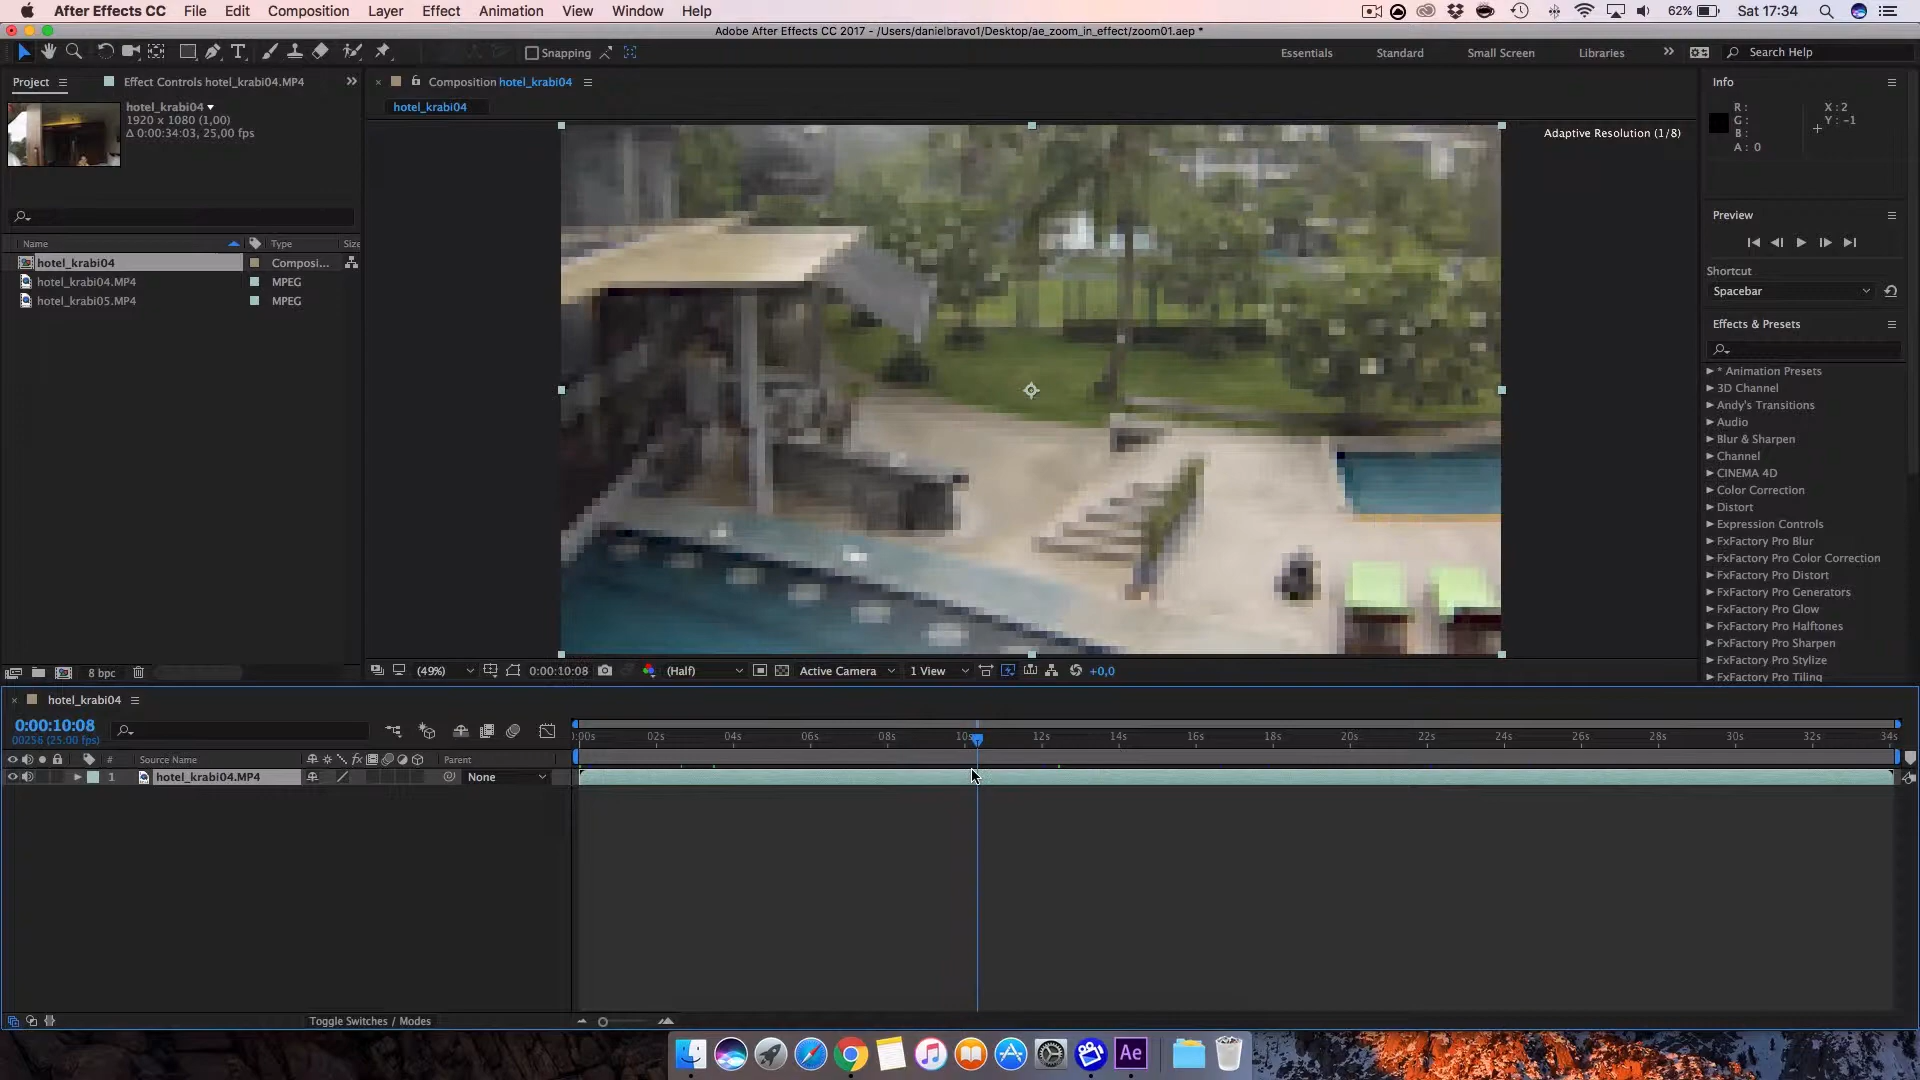 After Effects CC File Edit Composition Layer Effect Animation View Window Help 62% Sat 17:34
Adobe After Effects CC 2017 - /Users/danielbravo1/Desktop/ae_zoom_in_effect/zoom01.aep *
Snapping Essentials Standard Small Screen Libraries Search Help
Project Effect Controls hotel_krabi04.MP4
Composition hotel_krabi04
hotel_krabi04
hotel_krabi04
1920 x 1080 (1,00)
Δ 0:00:34:03, 25,00 fps
Adaptive Resolution (1/8)
Name Type Size
hotel_krabi04 Composi...
hotel_krabi04.MP4 MPEG
hotel_krabi05.MP4 MPEG
8 bpc
(49%) 0:00:10:08 (Half) Active Camera 1 View +0,0
Info
R :
G :
B :
A : 0
X : 2
Y : -1
Preview
Shortcut
Spacebar
Effects & Presets
* Animation Presets
3D Channel
Andy's Transitions
Audio
Blur & Sharpen
Channel
CINEMA 4D
Color Correction
Distort
Expression Controls
FxFactory Pro Blur
FxFactory Pro Color Correction
FxFactory Pro Distort
FxFactory Pro Generators
FxFactory Pro Glow
FxFactory Pro Halftones
FxFactory Pro Sharpen
FxFactory Pro Stylize
FxFactory Pro Tiling
hotel_krabi04
0:00:10:08
00256 (25.00 fps)
:00s 02s 04s 06s 08s 10s 12s 14s 16s 18s 20s 22s 24s 26s 28s 30s 32s 34s
# Source Name fx Parent
1 hotel_krabi04.MP4 None
Toggle Switches / Modes
Ae